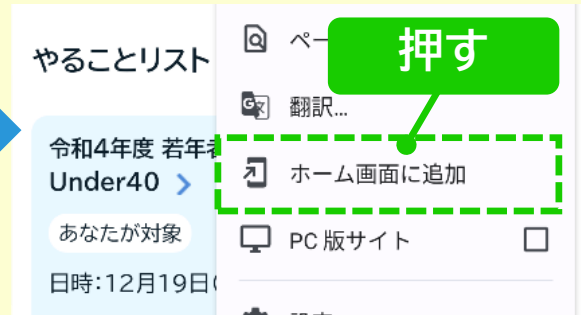 やることリスト
令和4年度 若年者
Under40
あなたが対象
日時:12月19日(
ペー
押す
翻訳...
ホーム画面に追加
PC 版サイト